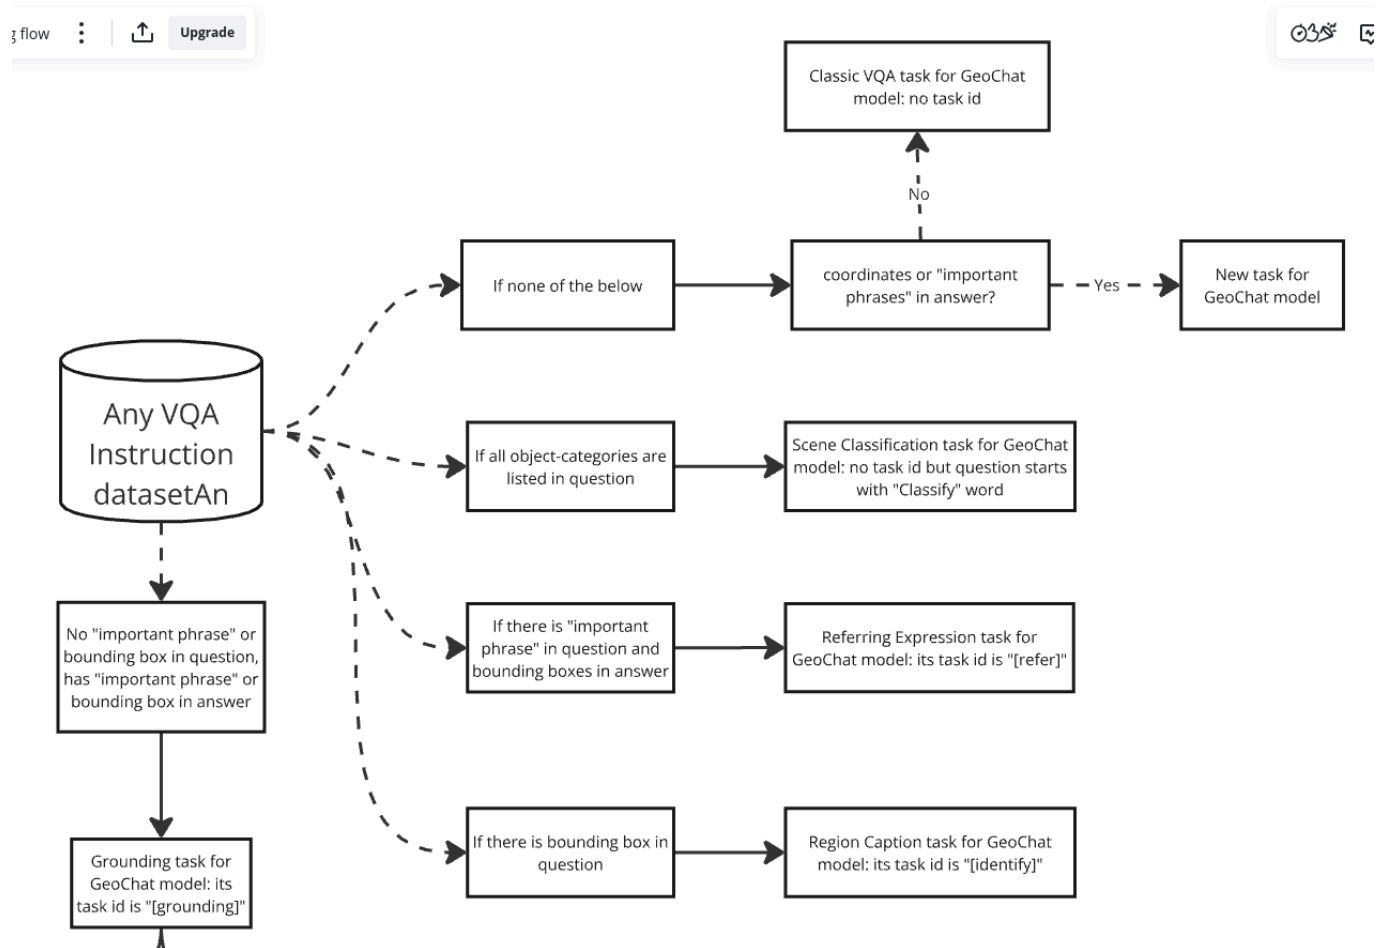 flow
Upgrade
Classic VQA task for GeoChat
model: no task id
No
If none of the below
coordinates or "important
phrases" in answer?
Yes
New task for
GeoChat model
Any VQA
Instruction
datasetAn
If all object-categories are
listed in question
Scene Classification task for GeoChat
model: no task id but question starts
with "Classify" word
No "important phrase" or
bounding box in question,
has "important phrase" or
bounding box in answer
If there is "important
phrase" in question and
bounding boxes in answer
Referring Expression task for
GeoChat model: its task id is "[refer]"
Grounding task for
GeoChat model: its
task id is "[grounding]"
If there is bounding box in
question
Region Caption task for GeoChat
model: its task id is "[identify]"